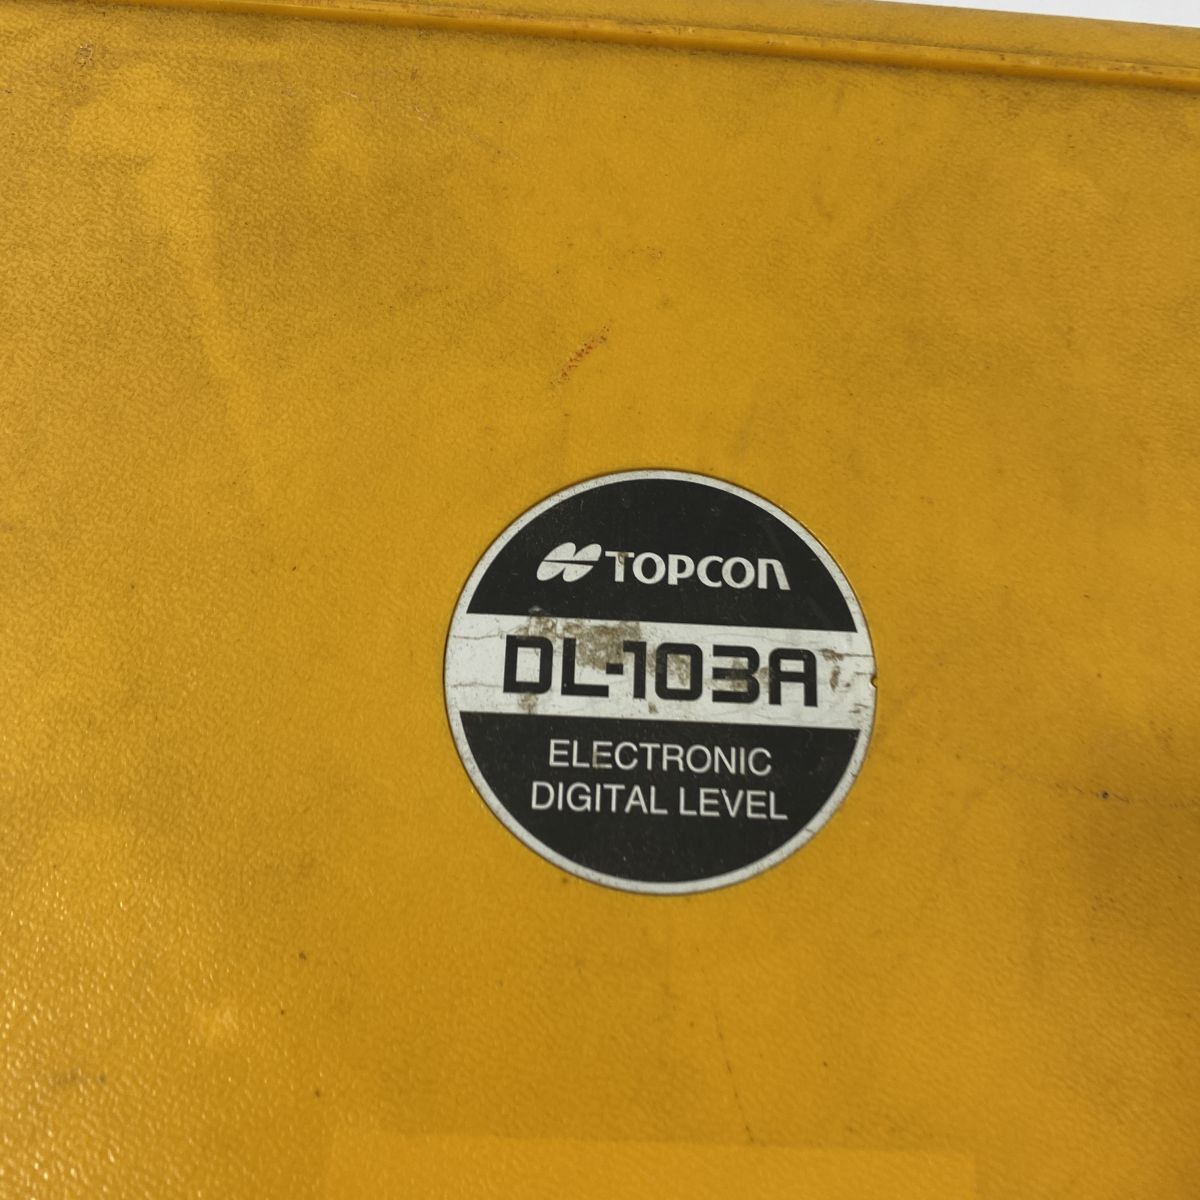 TOPCON
DL-103A
ELECTRONIC
DIGITAL LEVEL